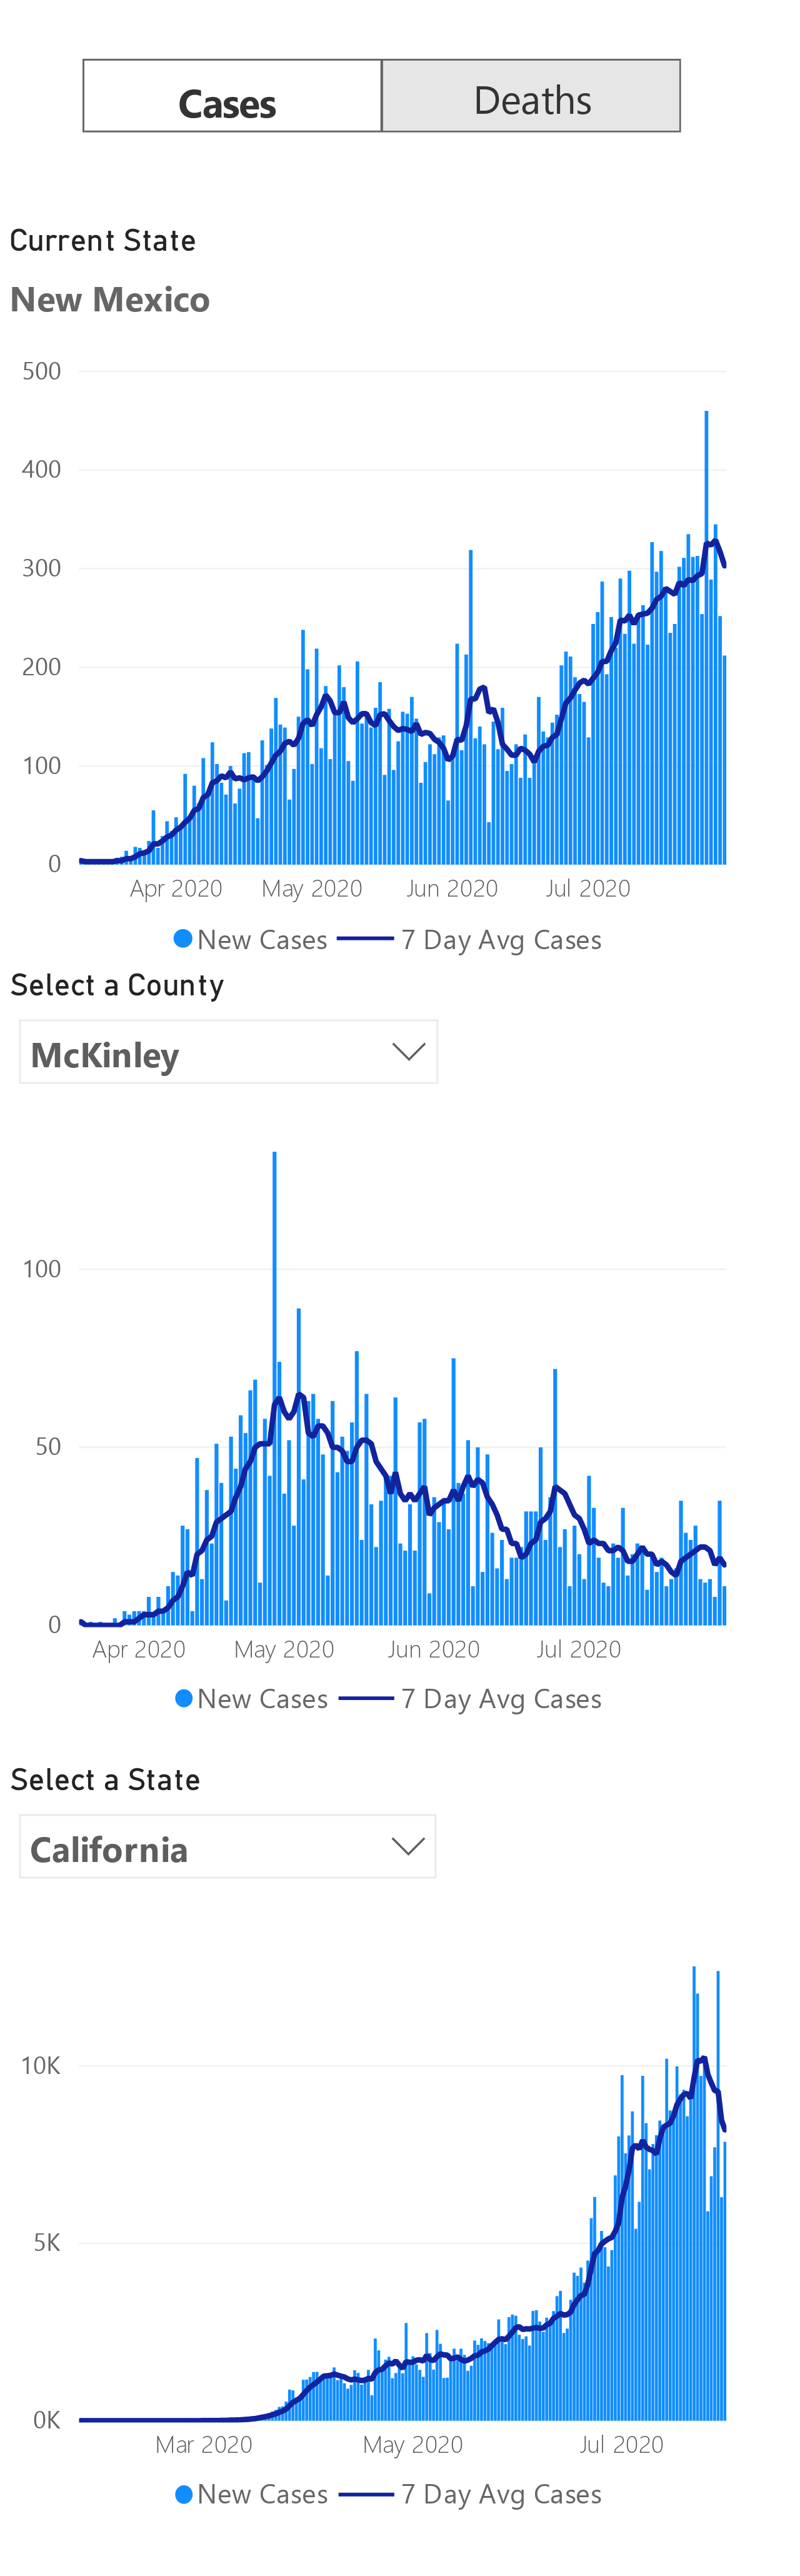 Cases Deaths
Current State
New Mexico
500
400
300
200
100
0
Apr 2020 May 2020 Jun 2020 Jul 2020
New Cases 7 Day Avg Cases
Select a County
McKinley
100
50
0
Apr 2020 May 2020 Jun 2020 Jul 2020
New Cases 7 Day Avg Cases
Select a State
California
10K
5K
0K
Mar 2020 May 2020 Jul 2020
New Cases 7 Day Avg Cases